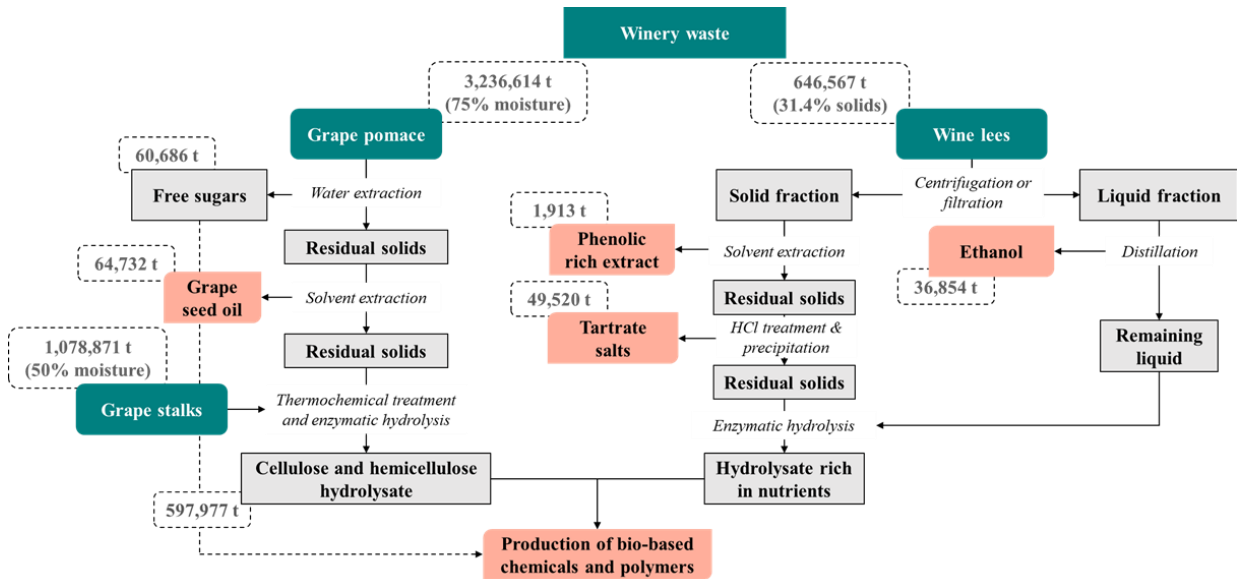 Winery waste
3,236,614 t
(75% moisture)
646,567 t
(31.4% solids)
Grape pomace
Wine lees
60,686 t
Free sugars
Water extraction
Solid fraction
Centrifugation or
filtration
Liquid fraction
1,913 t
Residual solids
Phenolic
rich extract
Solvent extraction
Ethanol
Distillation
64,732 t
Grape
seed oil
Solvent extraction
36,854 t
49,520 t
Residual solids
Tartrate
salts
HCl treatment &
precipitation
Remaining
liquid
1,078,871 t
(50% moisture)
Residual solids
Residual solids
Grape stalks
Thermochemical treatment
and enzymatic hydrolysis
Enzymatic hydrolysis
Cellulose and hemicellulose
hydrolysate
Hydrolysate rich
in nutrients
597,977 t
Production of bio-based
chemicals and polymers